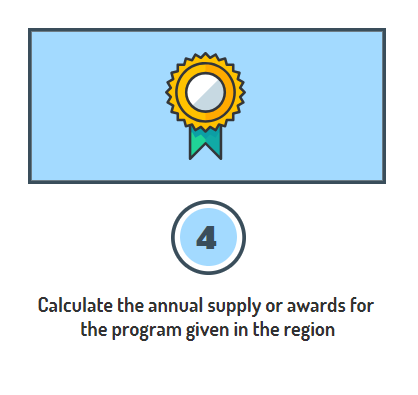 4
Calculate the annual supply or awards for
the program given in the region